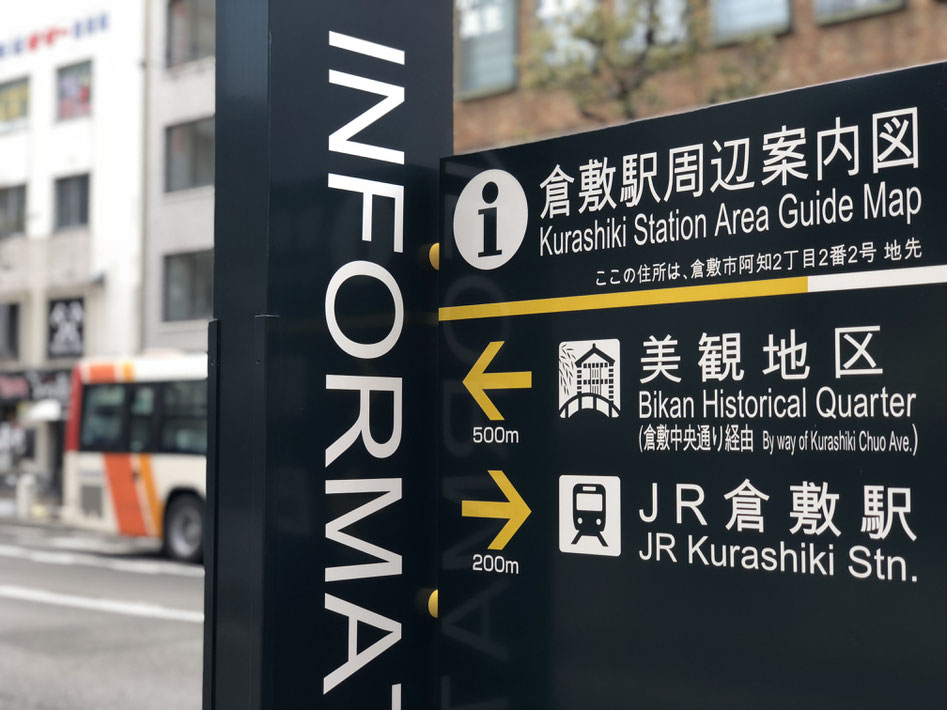 INFORMAT
i
倉敷駅周辺案内図
Kurashiki Station Area Guide Map
ここの住所は、倉敷市阿知2丁目2番2号 地先
美観地区
Bikan Historical Quarter
(倉敷中央通り経由 By way of Kurashiki Chuo Ave.)
500m
JR倉敷駅
JR Kurashiki Stn.
200m